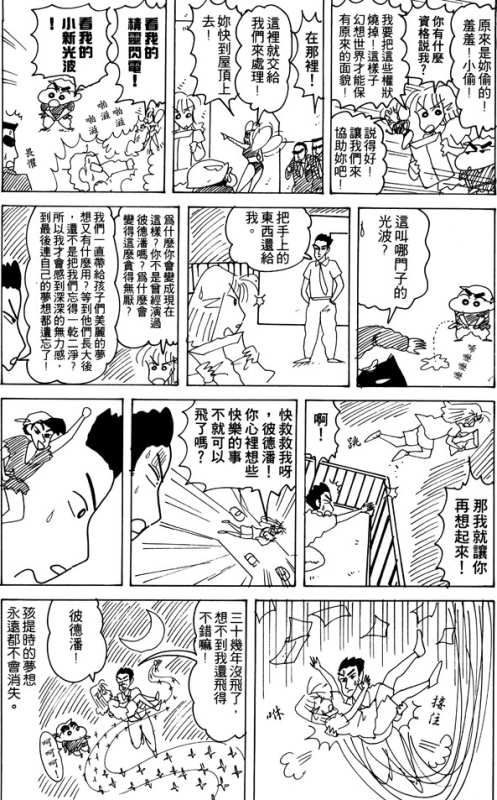 原來是妳偷的！
羞羞！小偷！
你有什麼
資格說我？
我要把這些權狀
燒掉！這樣子
幻想世界才能保
有原來的面貌！
說得好！
讓我們來
協助妳吧！
在那裡！
這裡就交給
我們來處理！
妳快到屋頂上
去！
看我的
精靈閃電！
看我的
小新光波！
啪滋
啪滋
啪滋
這叫哪門子的
光波？
把手上的
東西還給
我。
為什麼你會變成現在
這樣？你不是曾經演過
彼德潘嗎？為什麼會
變得這麼貪得無厭？
我們一直帶給孩子們美麗的夢
想又有什麼用？等到他們長大後
，還不是把我們忘得一乾二淨？
所以我才會感到深深的無力感，
到最後連自己的夢想都遺忘了！
那我就讓你
再想起來！
跳
啊！
快救救我呀
，彼德潘！
你心裡想些
快樂的事
不就可以
飛了嗎？
接住
咻
三十幾年沒飛了，
想不到我還飛得
不錯嘛！
彼德潘！
呵呵呵
孩提時的夢想
永遠都不會消失。